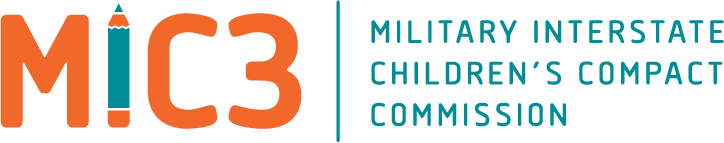 MIC3
MILITARY INTERSTATE
CHILDREN'S COMPACT
COMMISSION